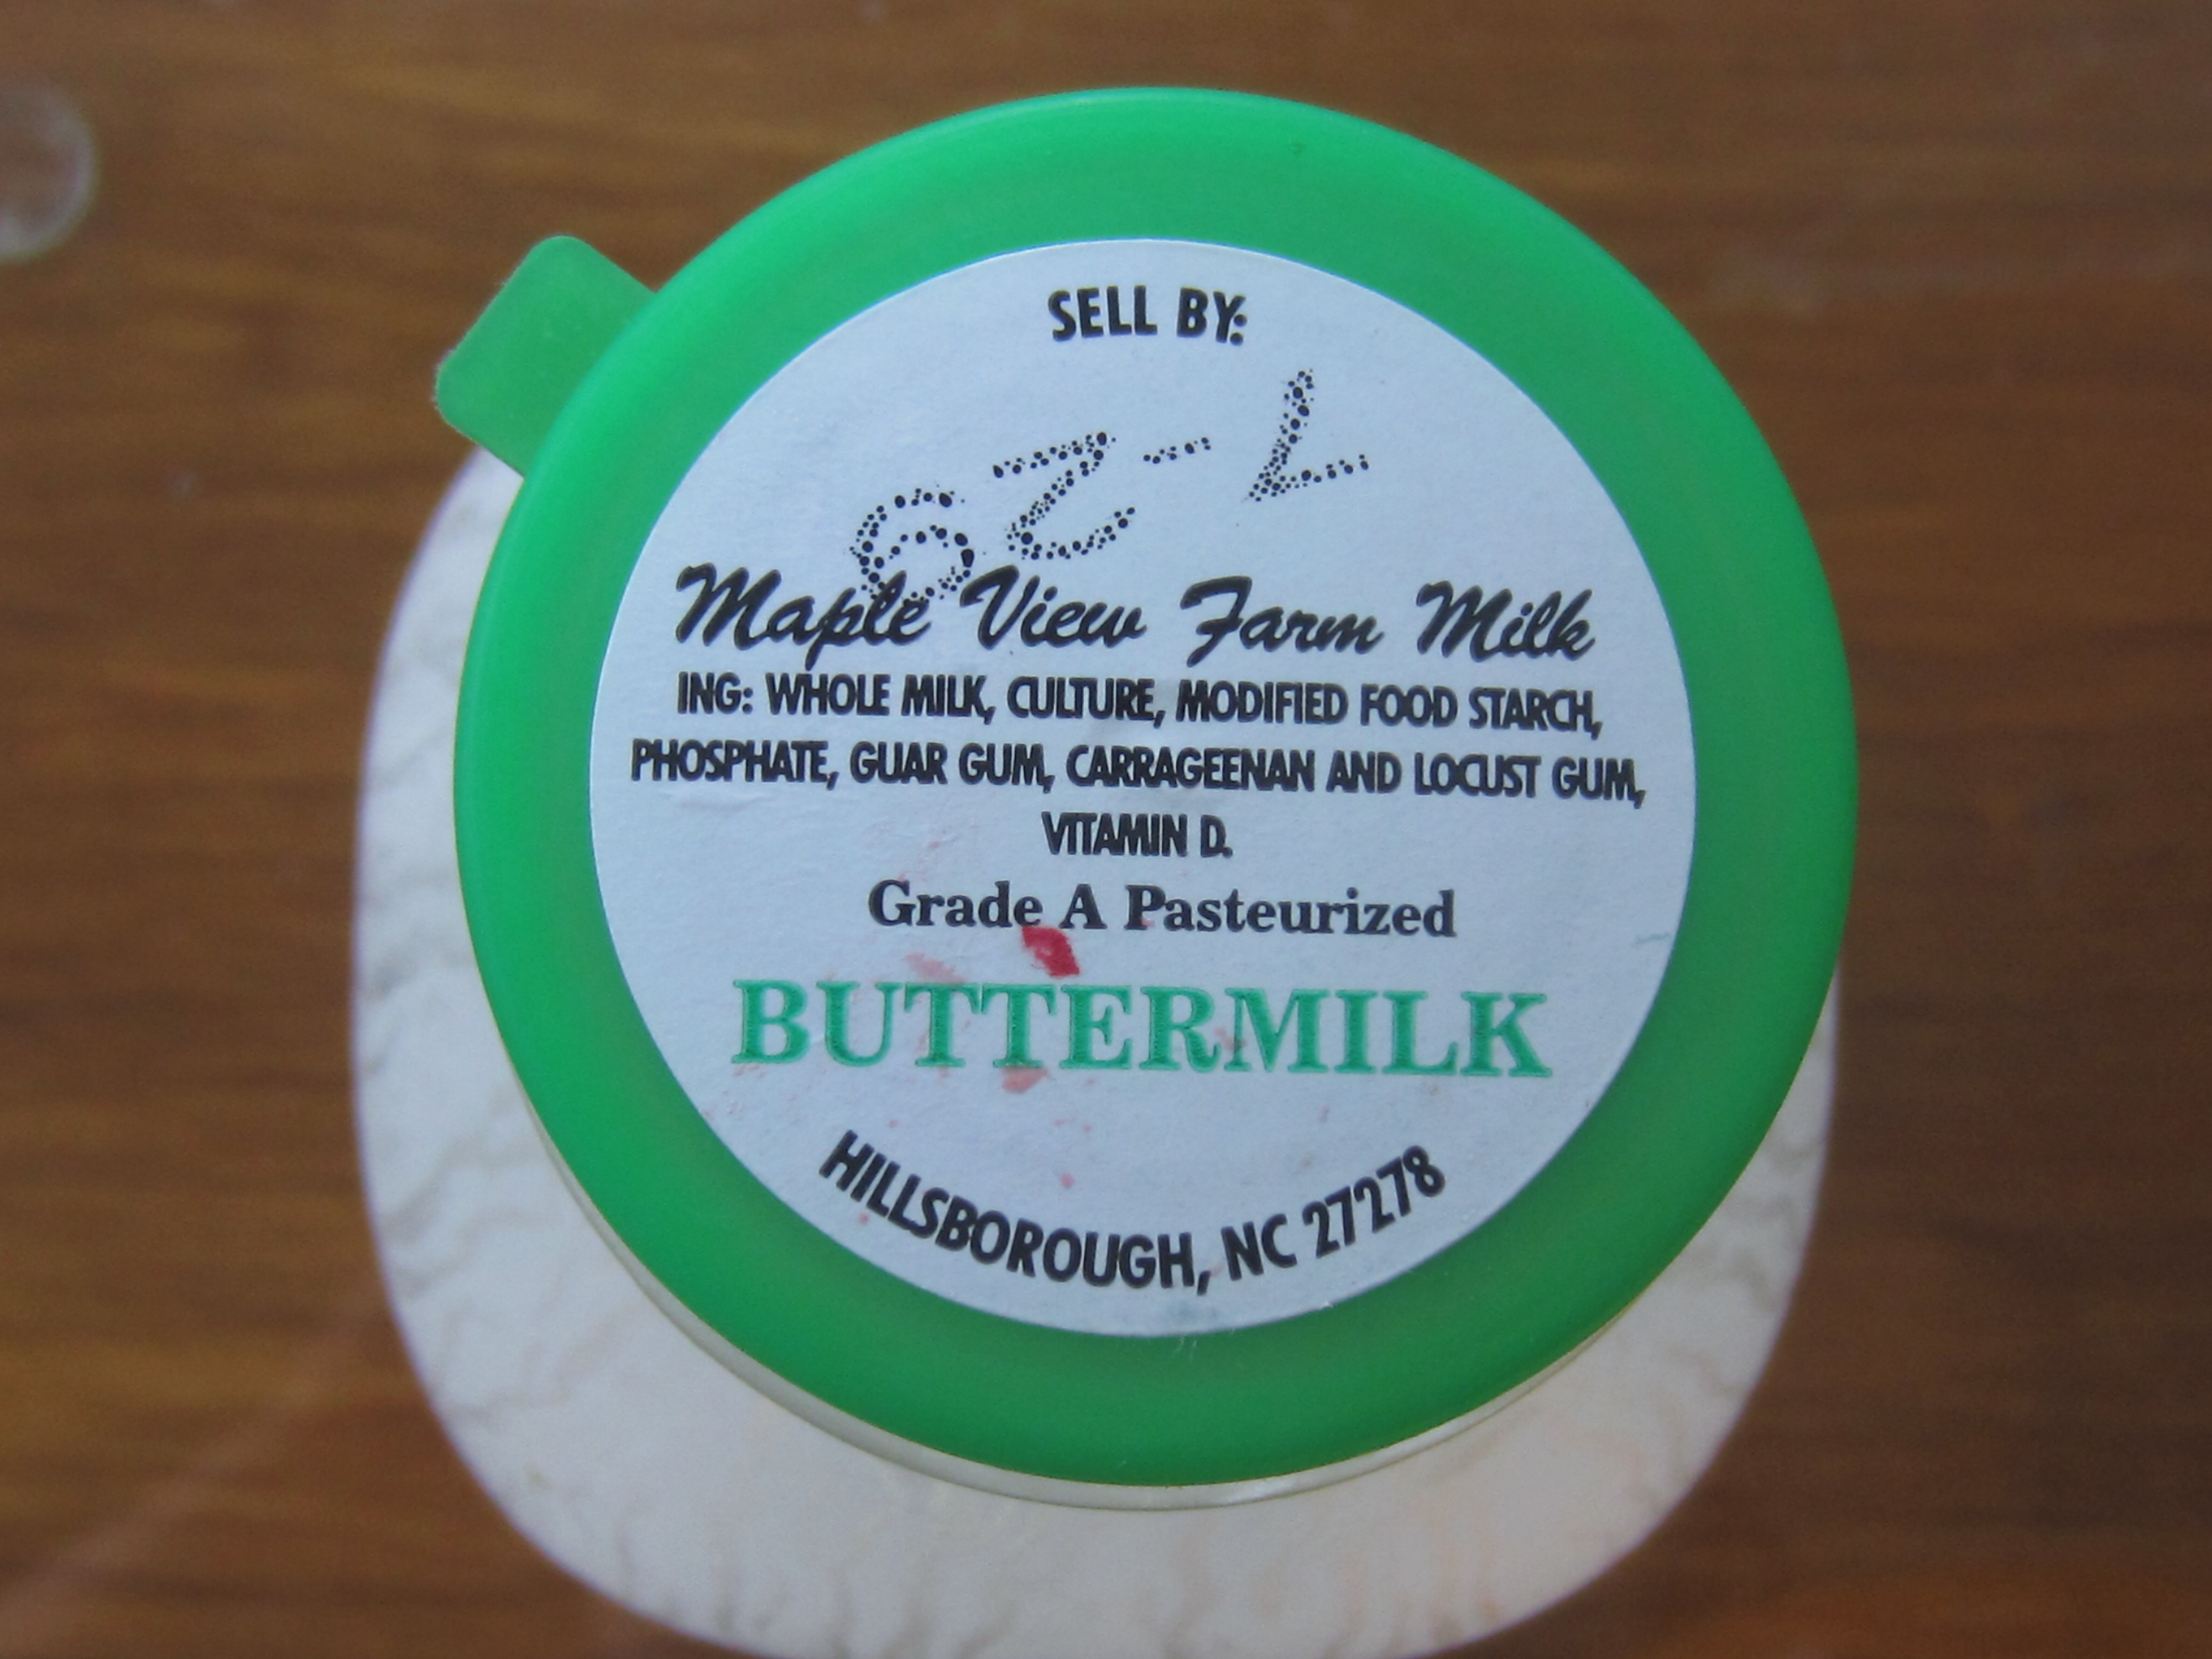 SELL BY:
7-29
Maple View Farm Milk
ING: WHOLE MILK, CULTURE, MODIFIED FOOD STARCH,
PHOSPHATE, GUAR GUM, CARRAGEENAN AND LOCUST GUM,
VITAMIN D.
Grade A Pasteurized
BUTTERMILK
HILLSBOROUGH, NC 27278